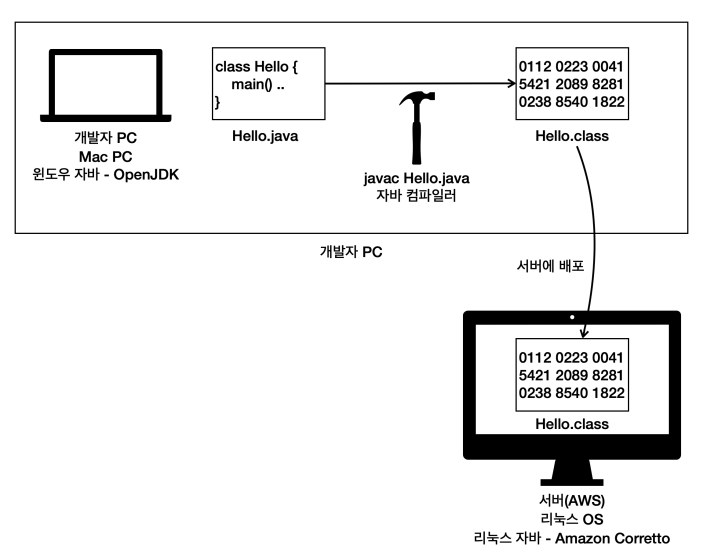 class Hello {
main() ..
}
Hello.java
0112 0223 0041
5421 2089 8281
0238 8540 1822
Hello.class
개발자 PC
Mac PC
윈도우 자바 - OpenJDK
javac Hello.java
자바 컴파일러
개발자 PC
서버에 배포
0112 0223 0041
5421 2089 8281
0238 8540 1822
Hello.class
서버(AWS)
리눅스 OS
리눅스 자바 - Amazon Corretto